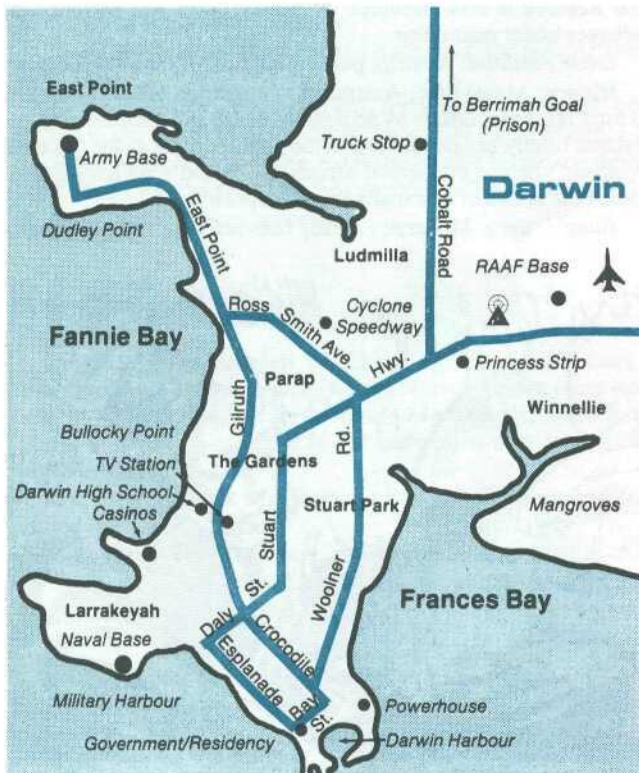 East Point
To Berrimah Goal
(Prison)
Army Base
Truck Stop
Darwin
Cobalt Road
East Point
Dudley Point
Ludmilla
RAAF Base
Ross
Smith Ave.
Cyclone
Speedway
Fannie Bay
Hwy.
Princess Strip
Parap
Gilruth
Winnellie
Bullocky Point
Rd.
TV Station
The Gardens
Darwin High School
Stuart Park
Mangroves
Casinos
Stuart
Woolner
Frances Bay
Larrakeyah
St.
Daly
Crocodile
Naval Base
Esplanade
Bay
St.
Military Harbour
Powerhouse
Government/Residency
Darwin Harbour